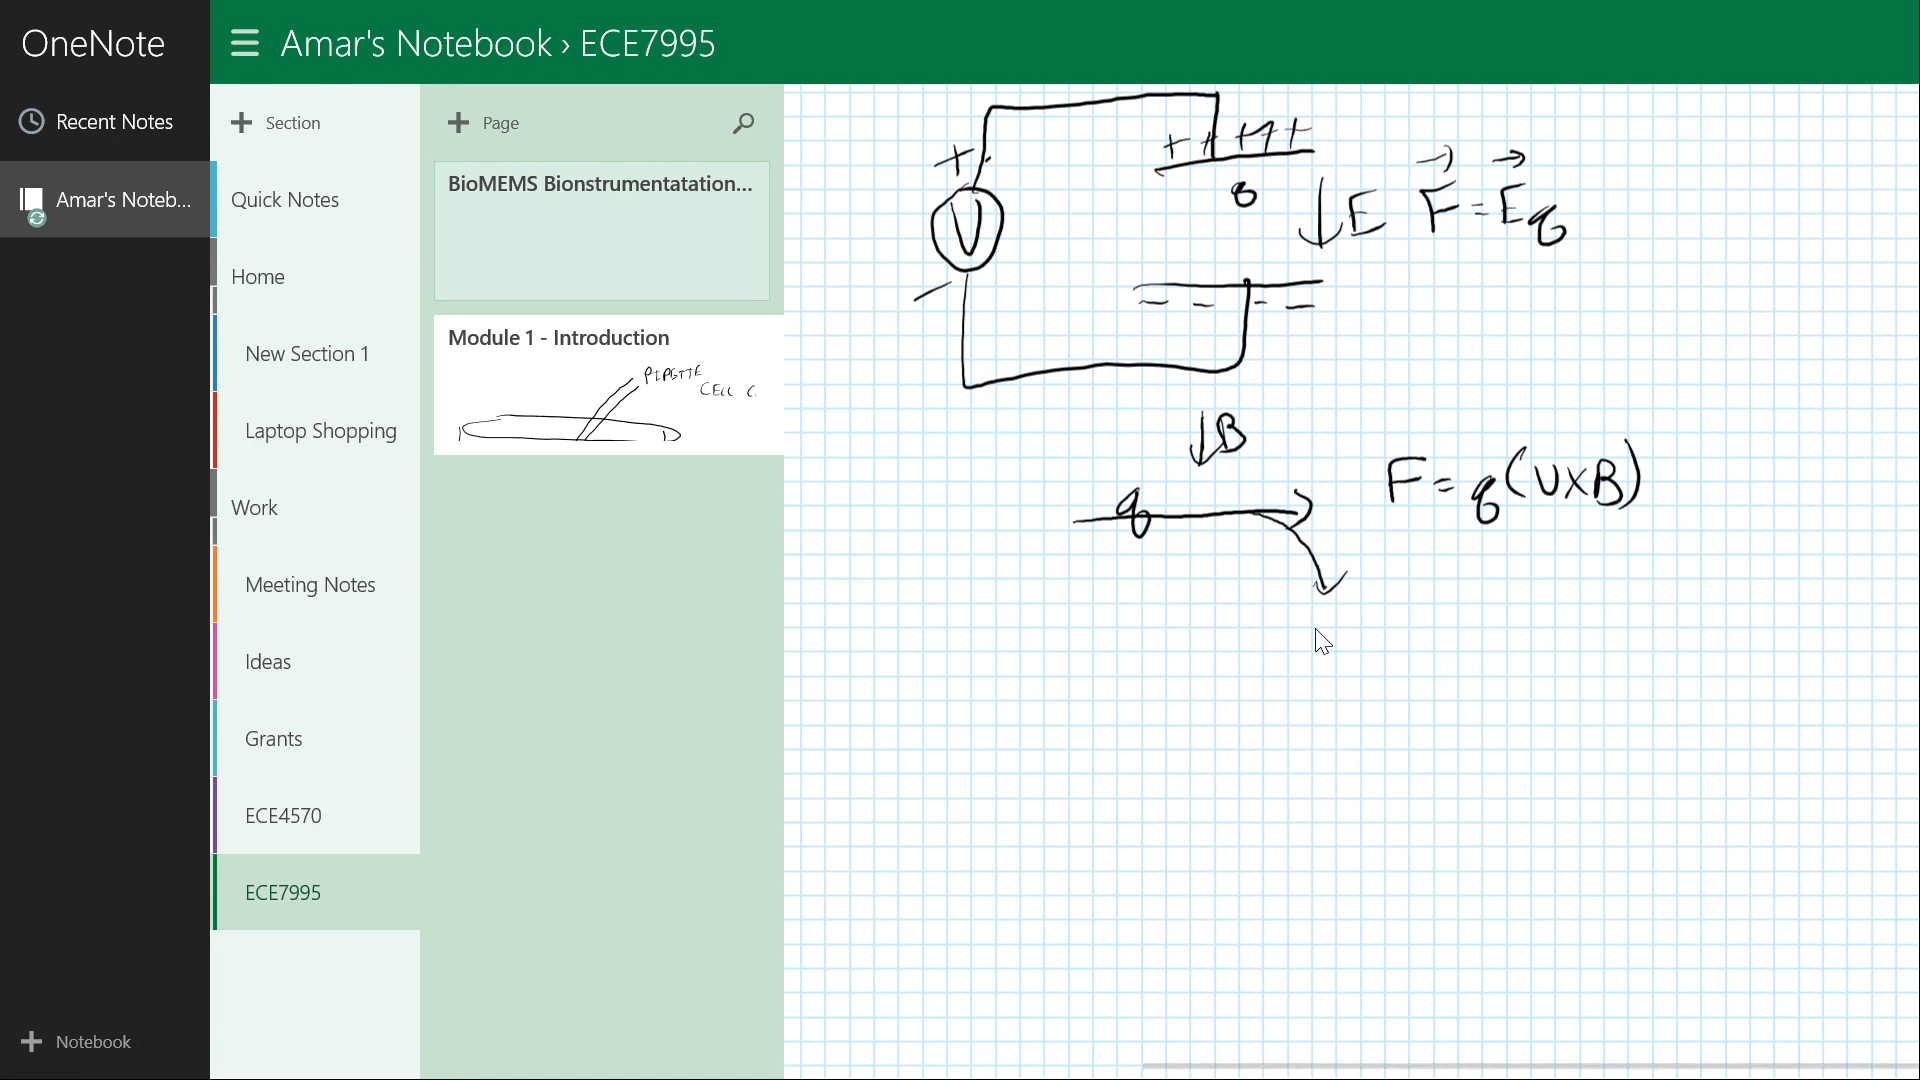 OneNote
Amar's Notebook › ECE7995
Recent Notes
Amar's Noteb...
Notebook
Section
Quick Notes
Home
New Section 1
Laptop Shopping
Work
Meeting Notes
Ideas
Grants
ECE4570
ECE7995
Page
BioMEMS Bionstrumentatation...
Module 1 - Introduction
PIPETTE
CELL C
+ + + + +
+
V
E
F = E q
-
- - - -
B
q
F = q (V X B)